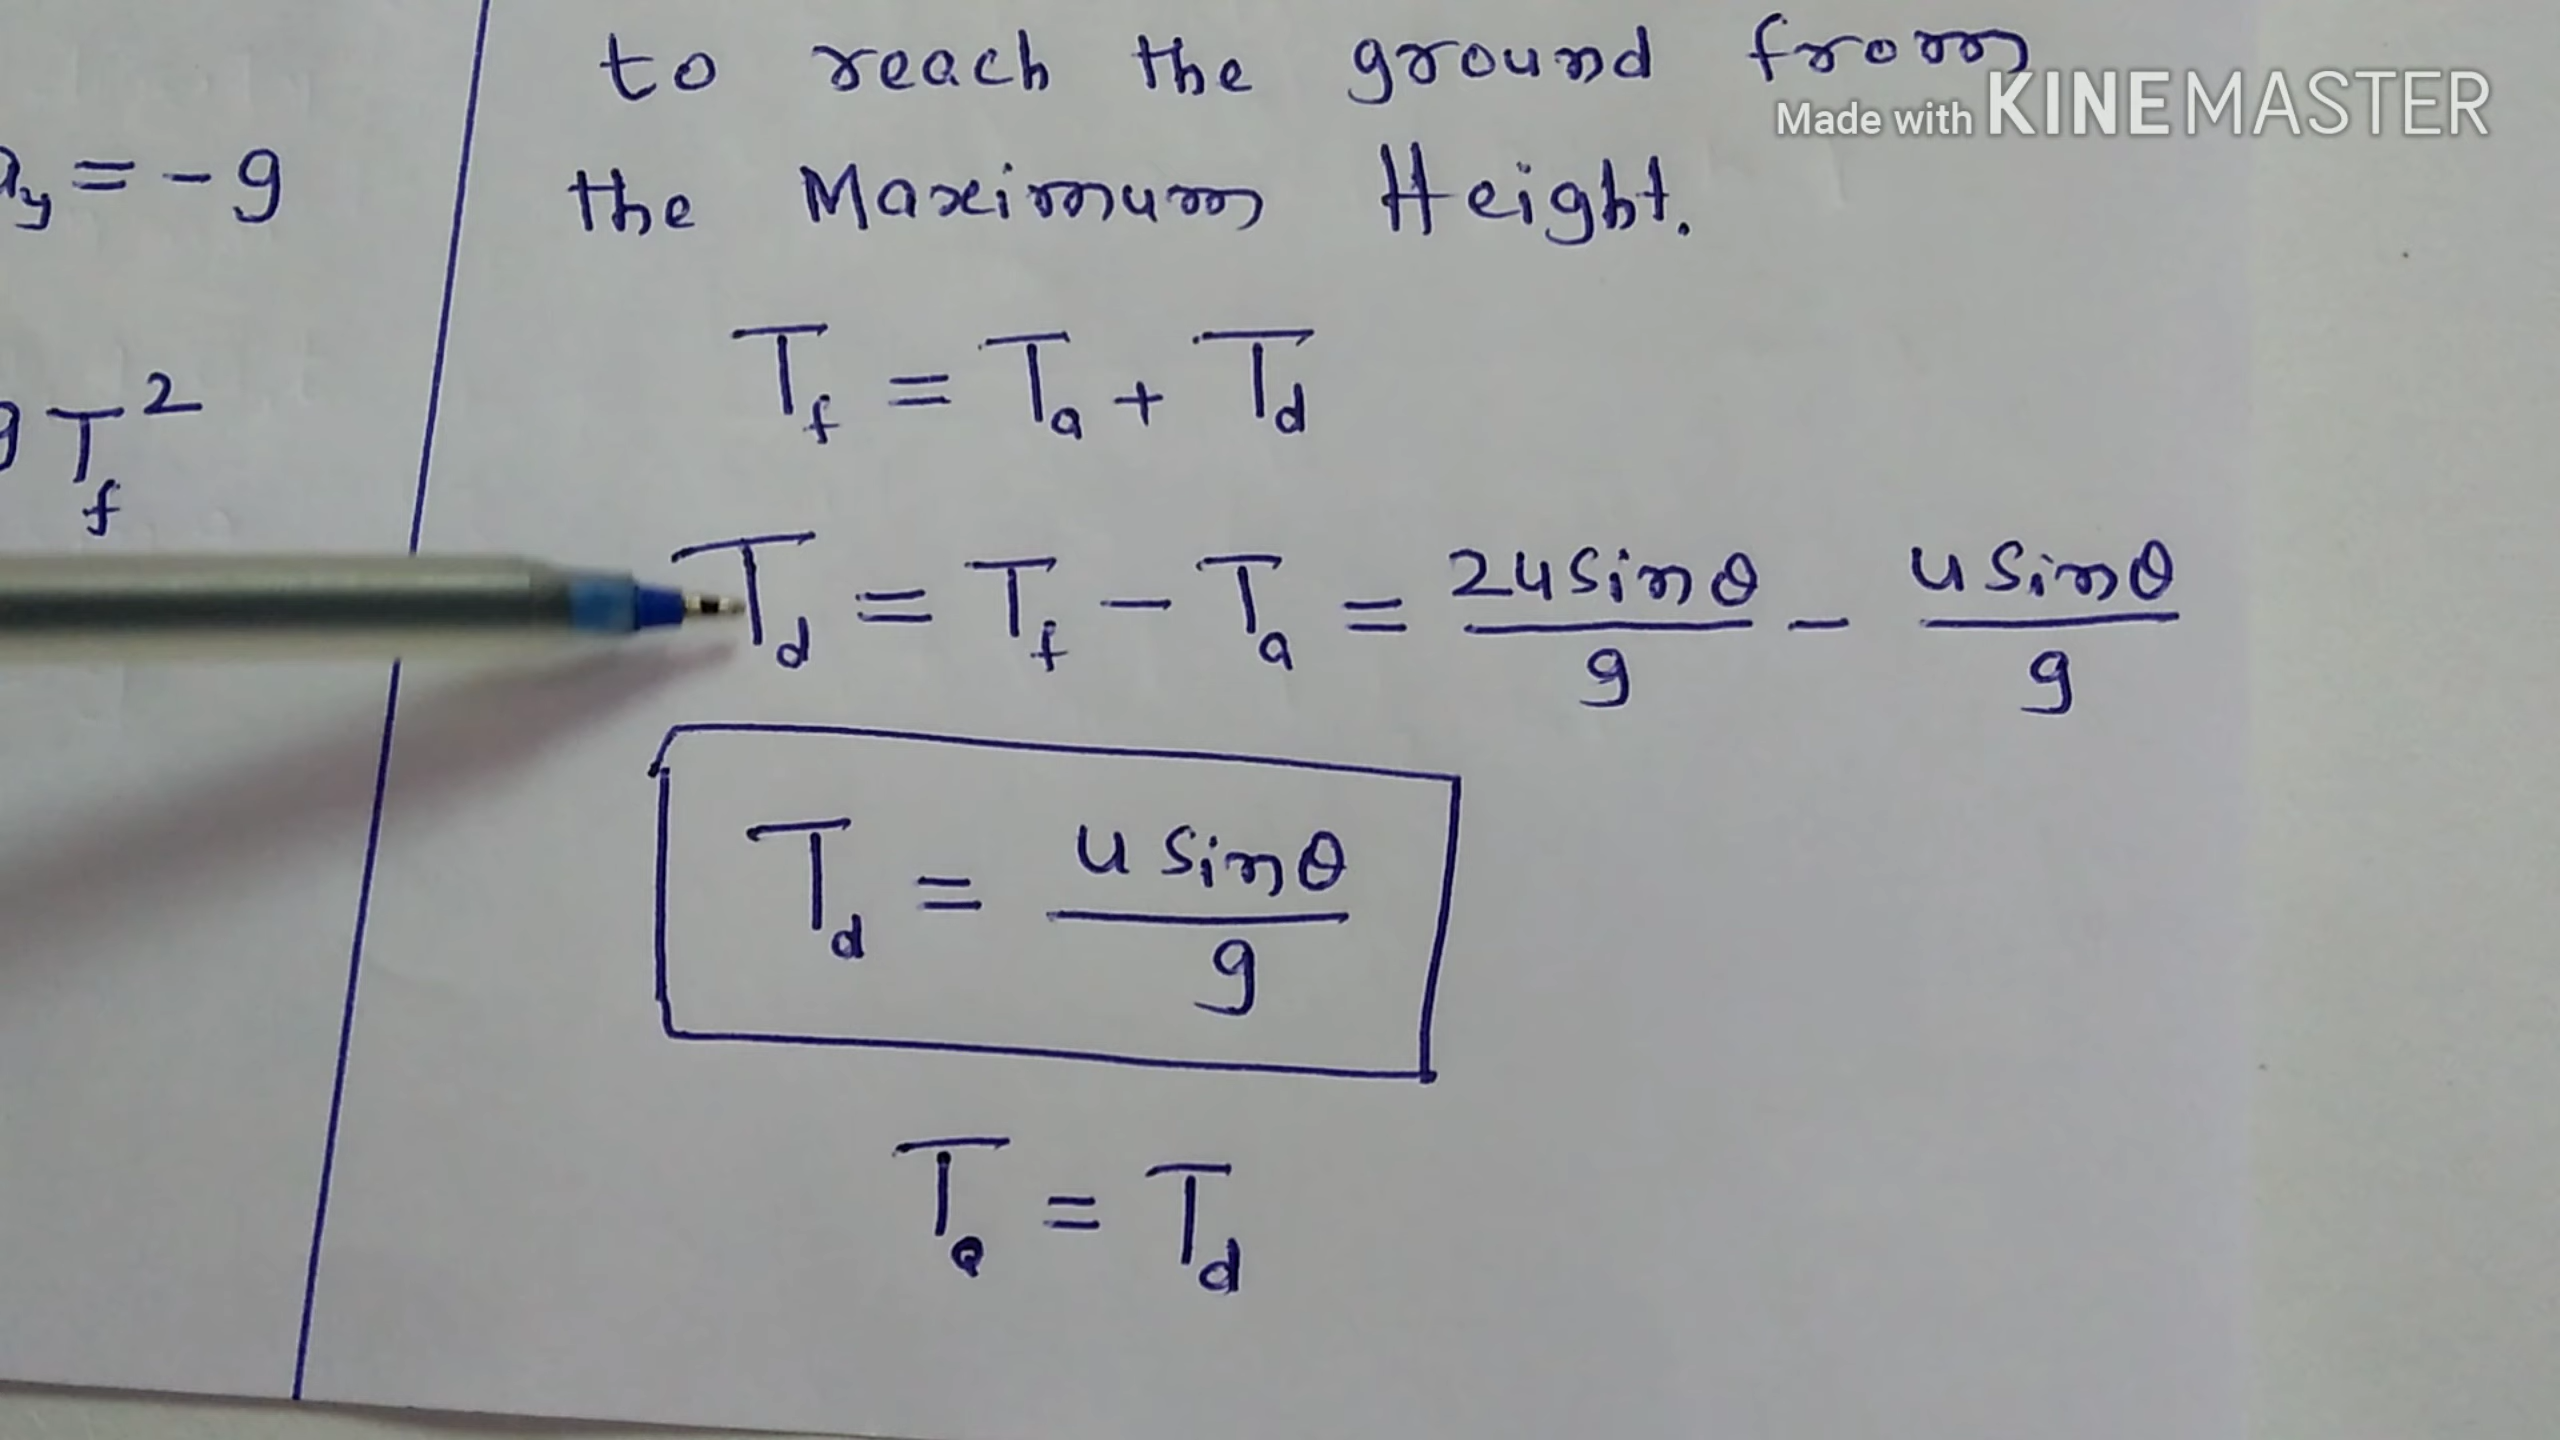 to reach the ground from
Made with KINEMASTER
the Maximum Height.
a_y = -g
T_f = T_a + T_d
g T_f^2
T_d = T_f - T_a = 2u sinθ/g - u sinθ/g
T_d = u sinθ/g
T_a = T_d